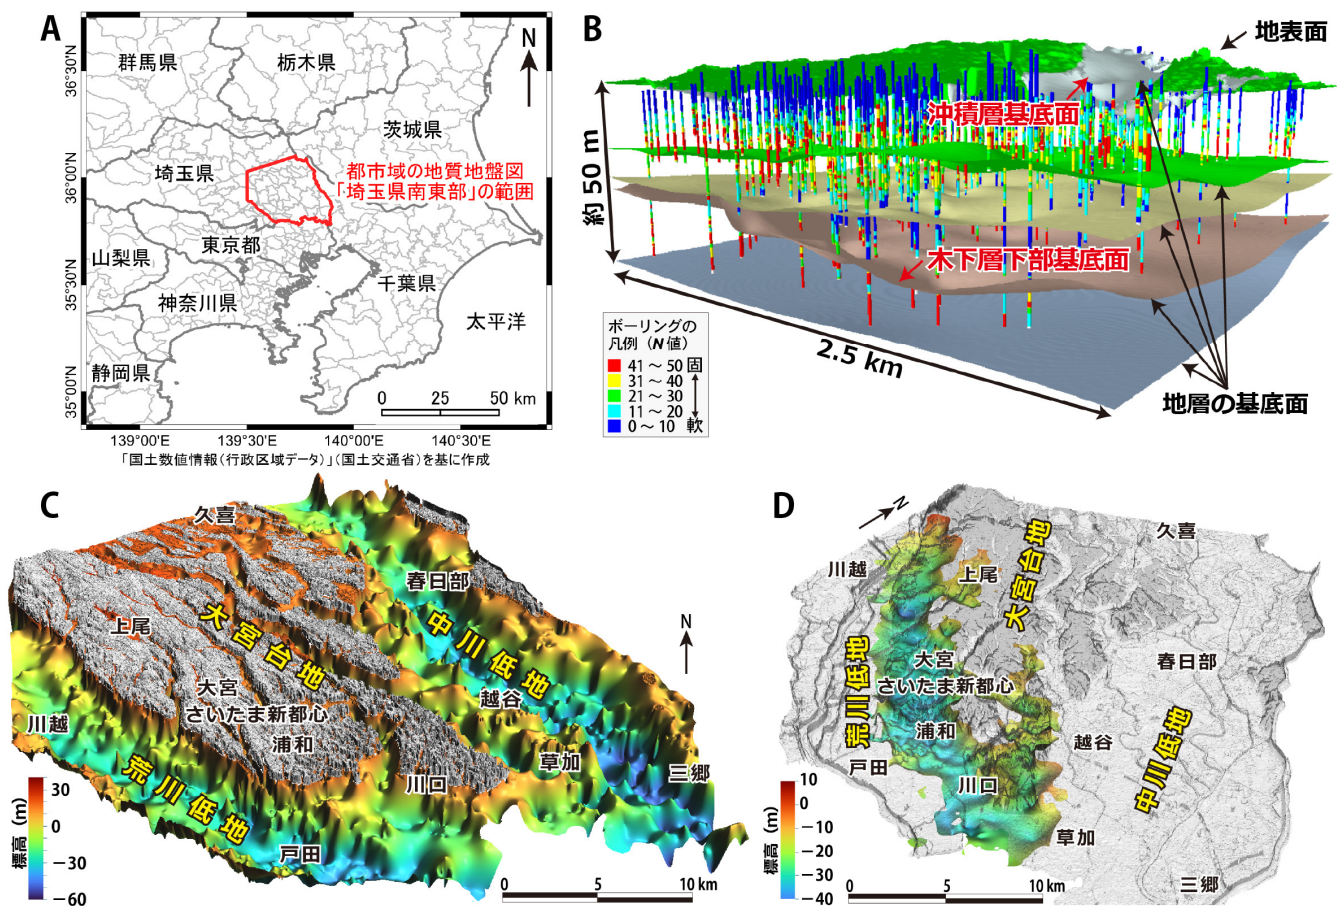 A
N
群馬県
栃木県
茨城県
埼玉県
都市域の地質地盤図
「埼玉県南東部」の範囲
東京都
山梨県
千葉県
神奈川県
太平洋
静岡県
36°30'N
36°00'N
35°30'N
35°00'N
0 25 50 km
139°00'E 139°30'E 140°00'E 140°30'E
「国土数値情報（行政区域データ）」（国土交通省）を基に作成
B
地表面
沖積層基底面
約 50 m
木下層下部基底面
2.5 km
地層の基底面
ボーリングの
凡例（N 値）
41 ～ 50 固
31 ～ 40
21 ～ 30
11 ～ 20
0 ～ 10 軟
C
久喜
春日部
N
上尾
大宮台地
中川低地
大宮
越谷
さいたま新都心
川越
浦和
草加
三郷
川口
荒川低地
戸田
標高（m）
30
0
－30
－60
0 5 10 km
D
N
久喜
川越
上尾
大宮台地
春日部
大宮
荒川低地
さいたま新都心
浦和
越谷
中川低地
戸田
川口
草加
三郷
標高（m）
10
0
－10
－20
－30
－40
0 5 10 km